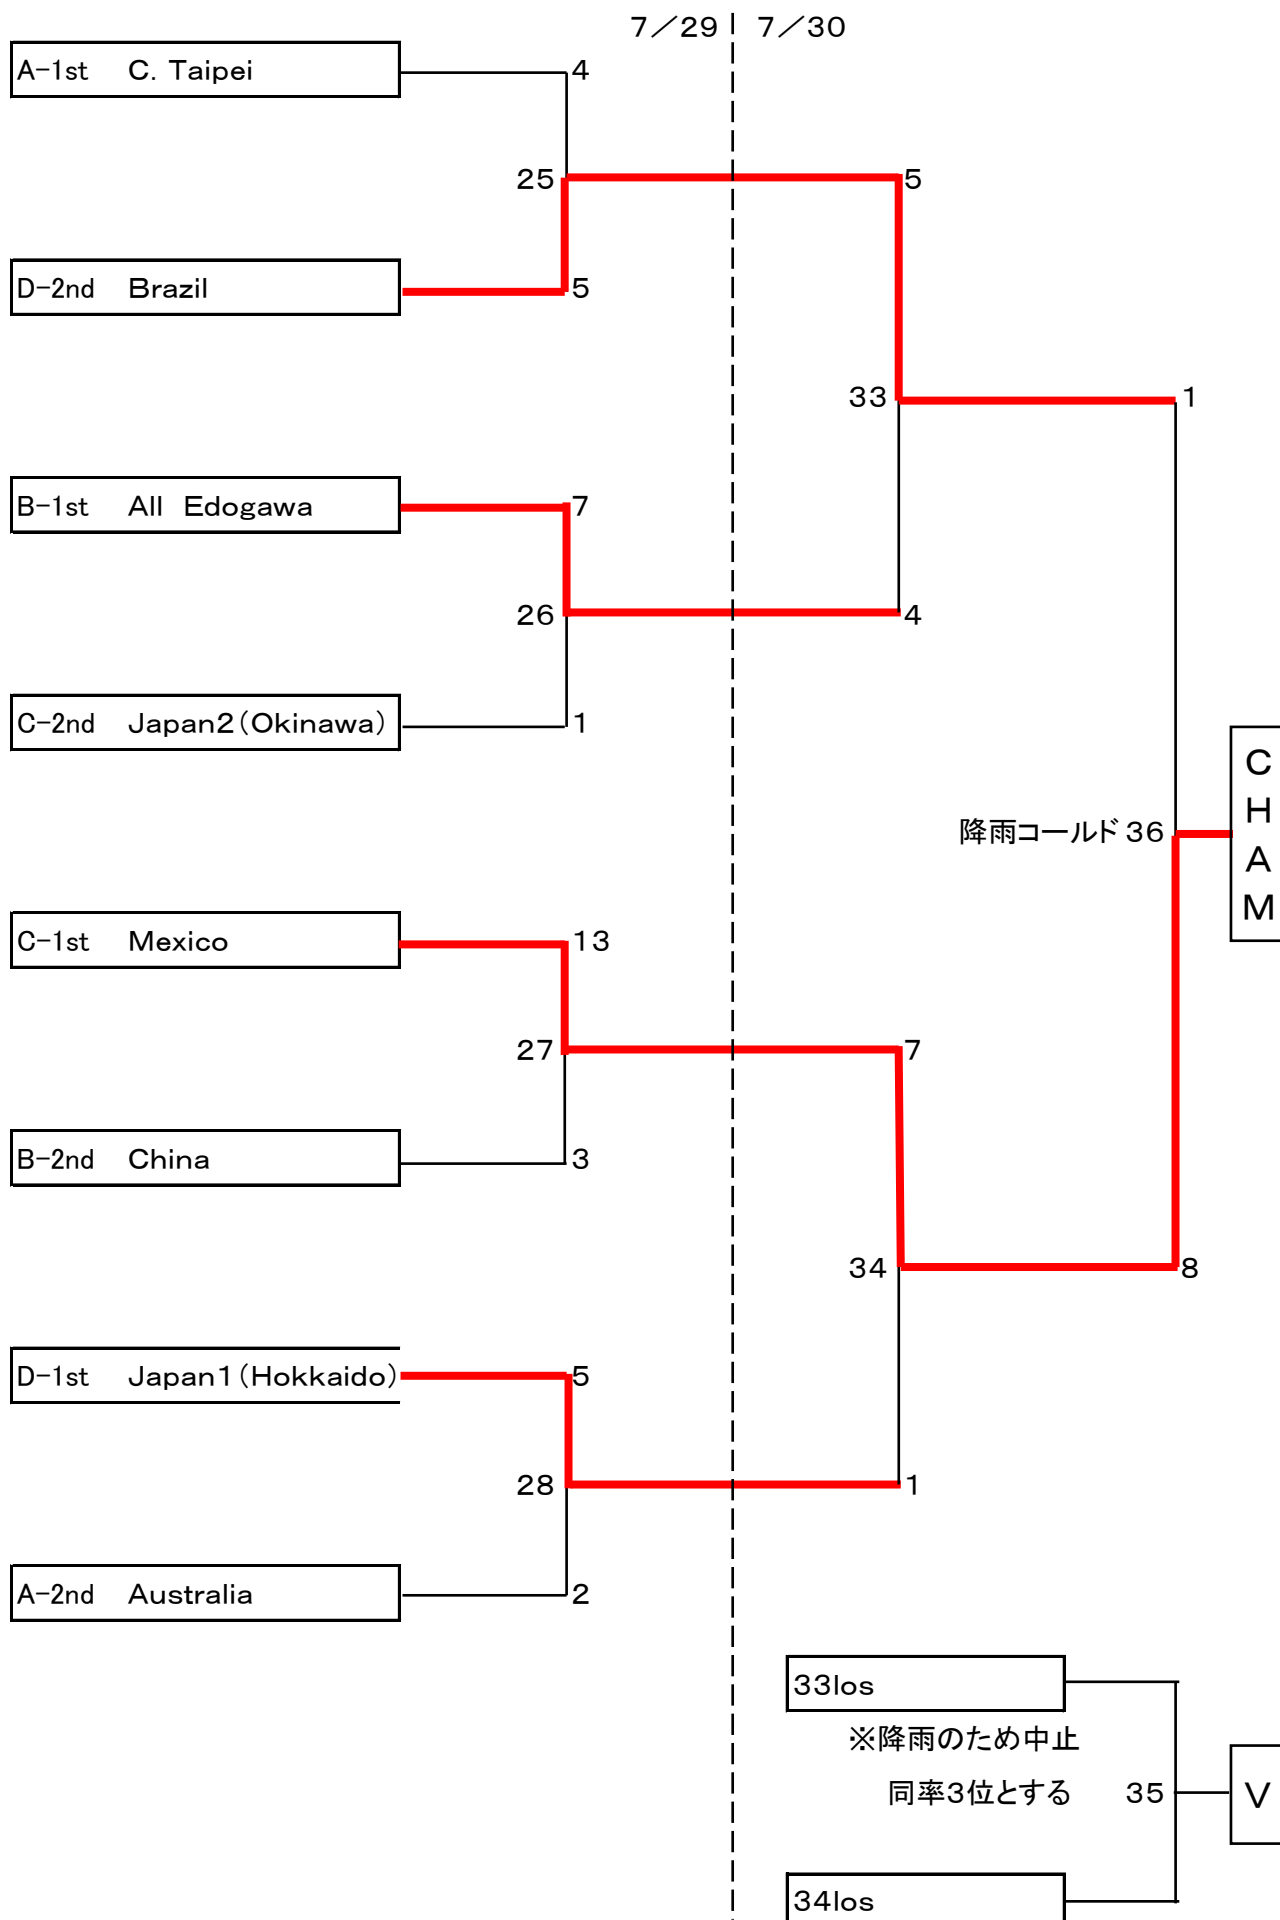 7／29 7／30
A-1st C. Taipei 4
25 5
D-2nd Brazil 5
33 1
B-1st All Edogawa 7
26 4
C-2nd Japan2(Okinawa) 1
C
H
A
M
降雨コールド 36
C-1st Mexico 13
27 7
B-2nd China 3
34 8
D-1st Japan1(Hokkaido) 5
28 1
A-2nd Australia 2
33los
※降雨のため中止
同率3位とする 35 V
34los